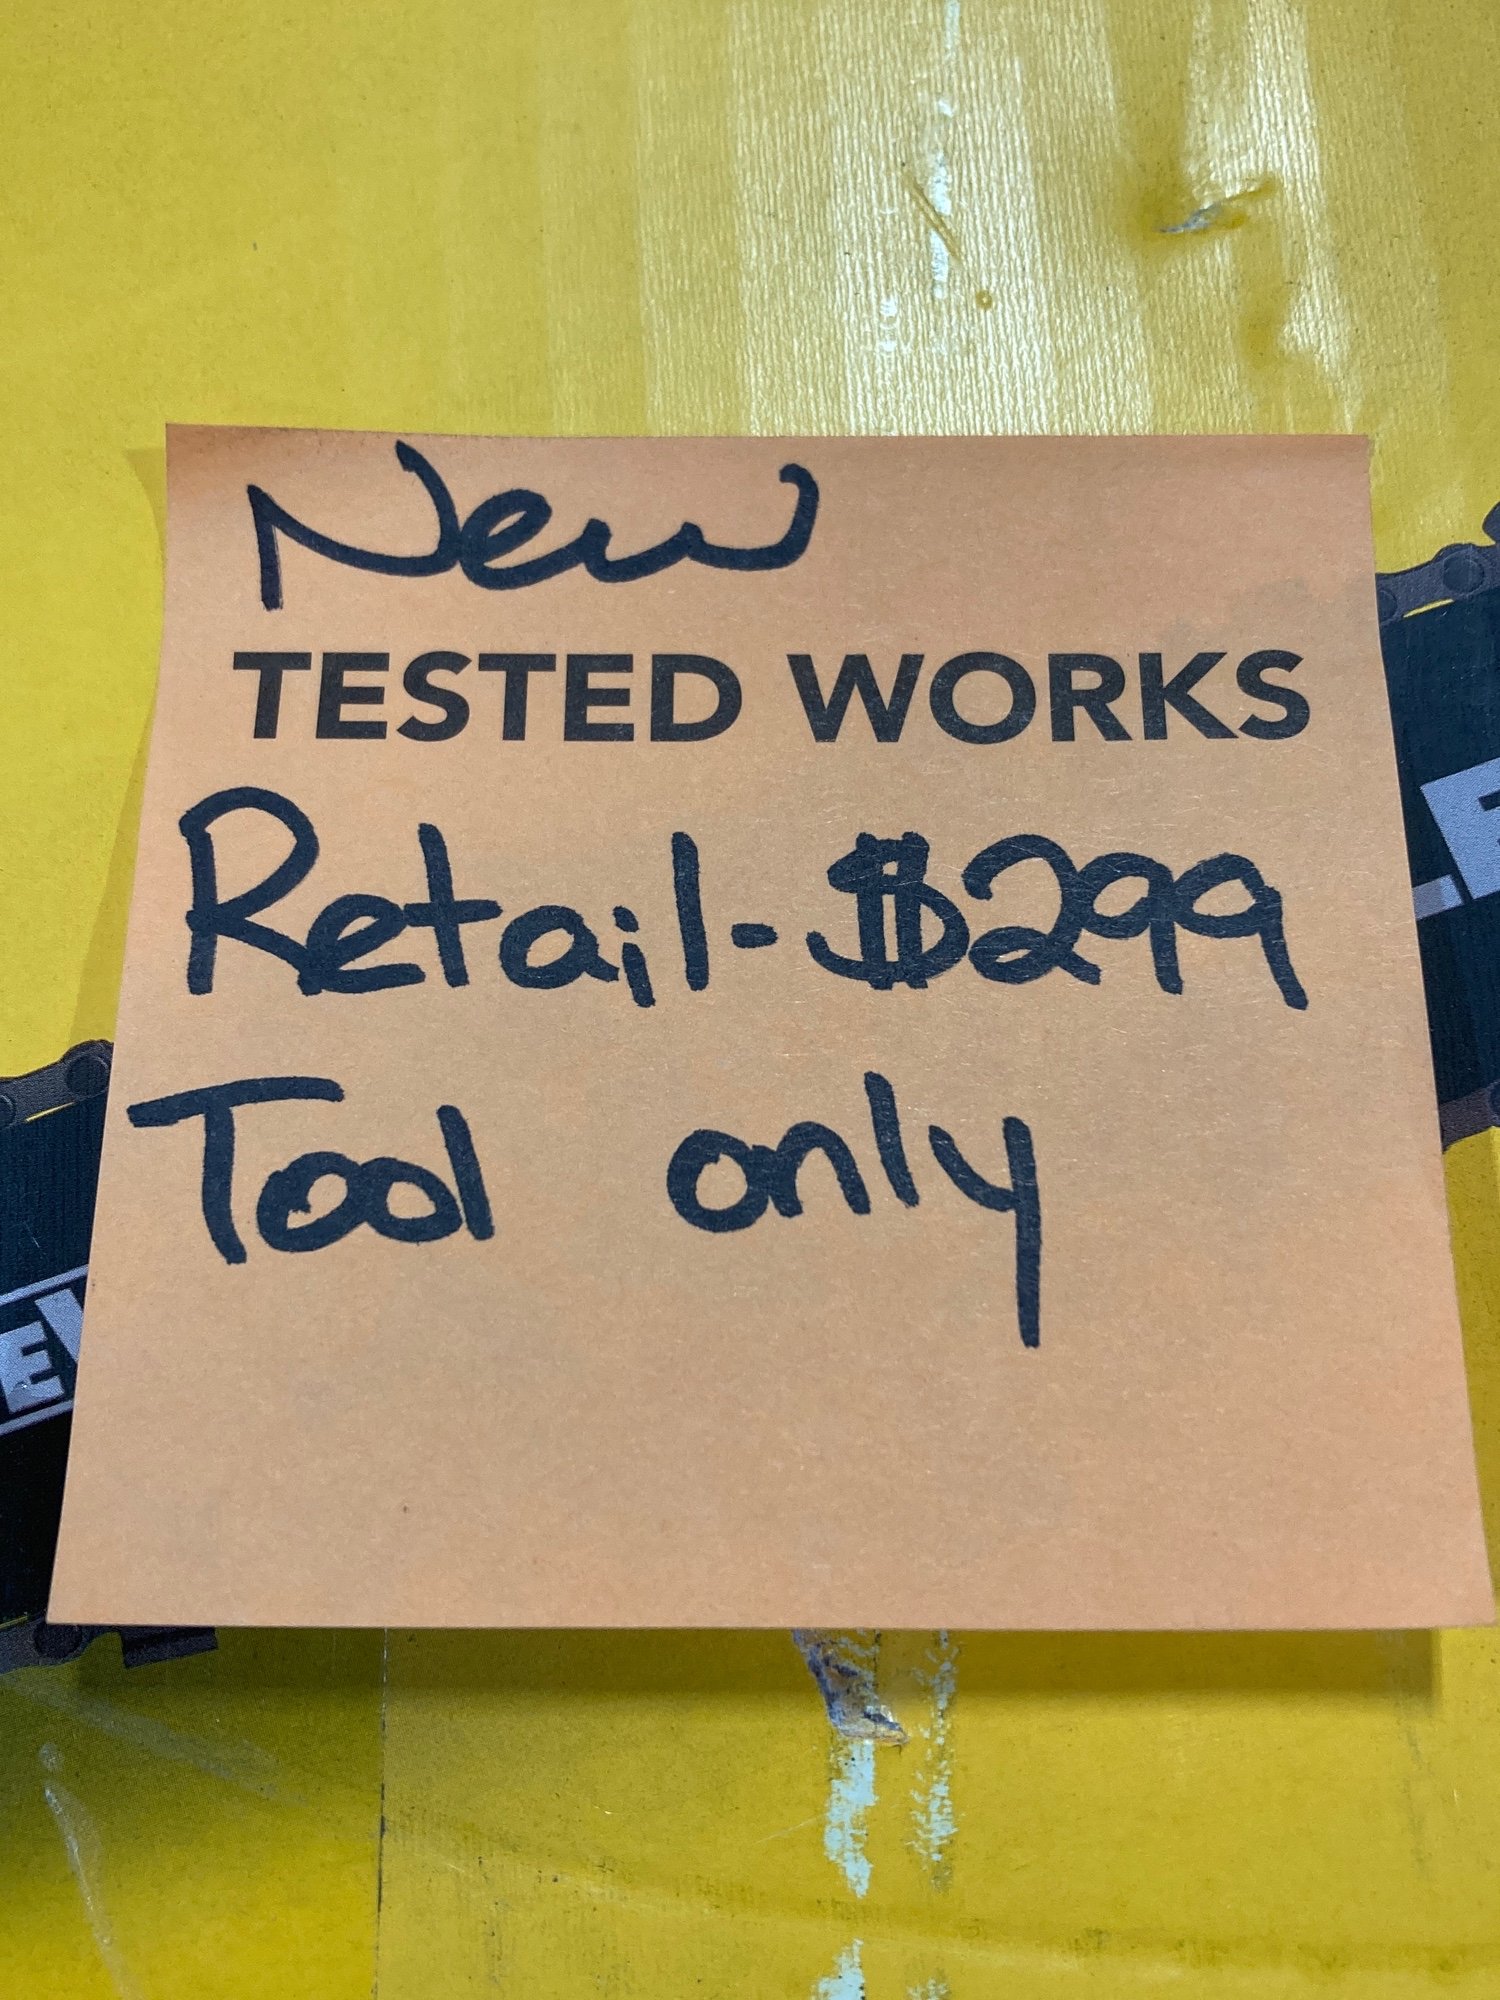 New
TESTED WORKS
Retail-$299
Tool only